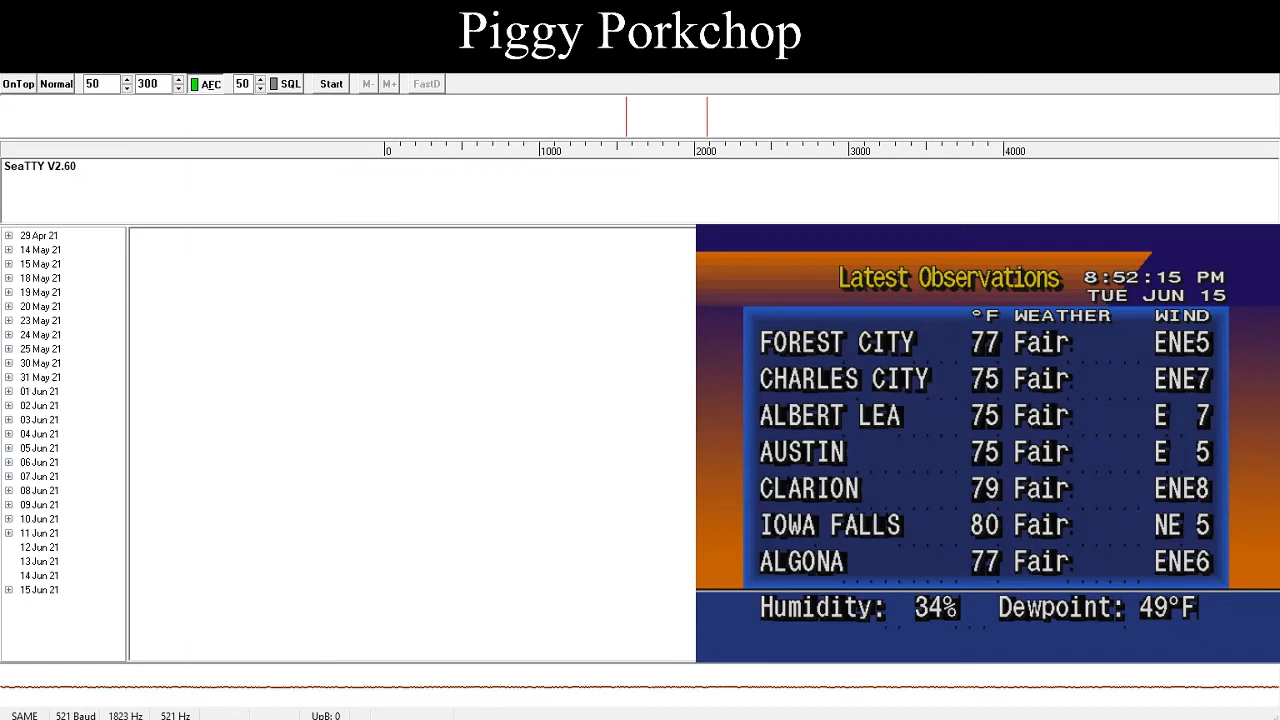 Piggy Porkchop
OnTop Normal 50 300 AFC 50 SQL Start M- M+ FastD
0 1000 2000 3000 4000
SeaTTY V2.60
29 Apr 21
14 May 21
15 May 21
18 May 21
19 May 21
20 May 21
23 May 21
24 May 21
25 May 21
30 May 21
31 May 21
01 Jun 21
02 Jun 21
03 Jun 21
04 Jun 21
05 Jun 21
06 Jun 21
07 Jun 21
08 Jun 21
09 Jun 21
10 Jun 21
11 Jun 21
12 Jun 21
13 Jun 21
14 Jun 21
15 Jun 21
Latest Observations 8:52:15 PM
TUE JUN 15
°F WEATHER WIND
FOREST CITY 77 Fair ENE5
CHARLES CITY 75 Fair ENE7
ALBERT LEA 75 Fair E 7
AUSTIN 75 Fair E 5
CLARION 79 Fair ENE8
IOWA FALLS 80 Fair NE 5
ALGONA 77 Fair ENE6
Humidity: 34% Dewpoint: 49°F
SAME 521 Baud 1823 Hz 521 Hz UpB: 0